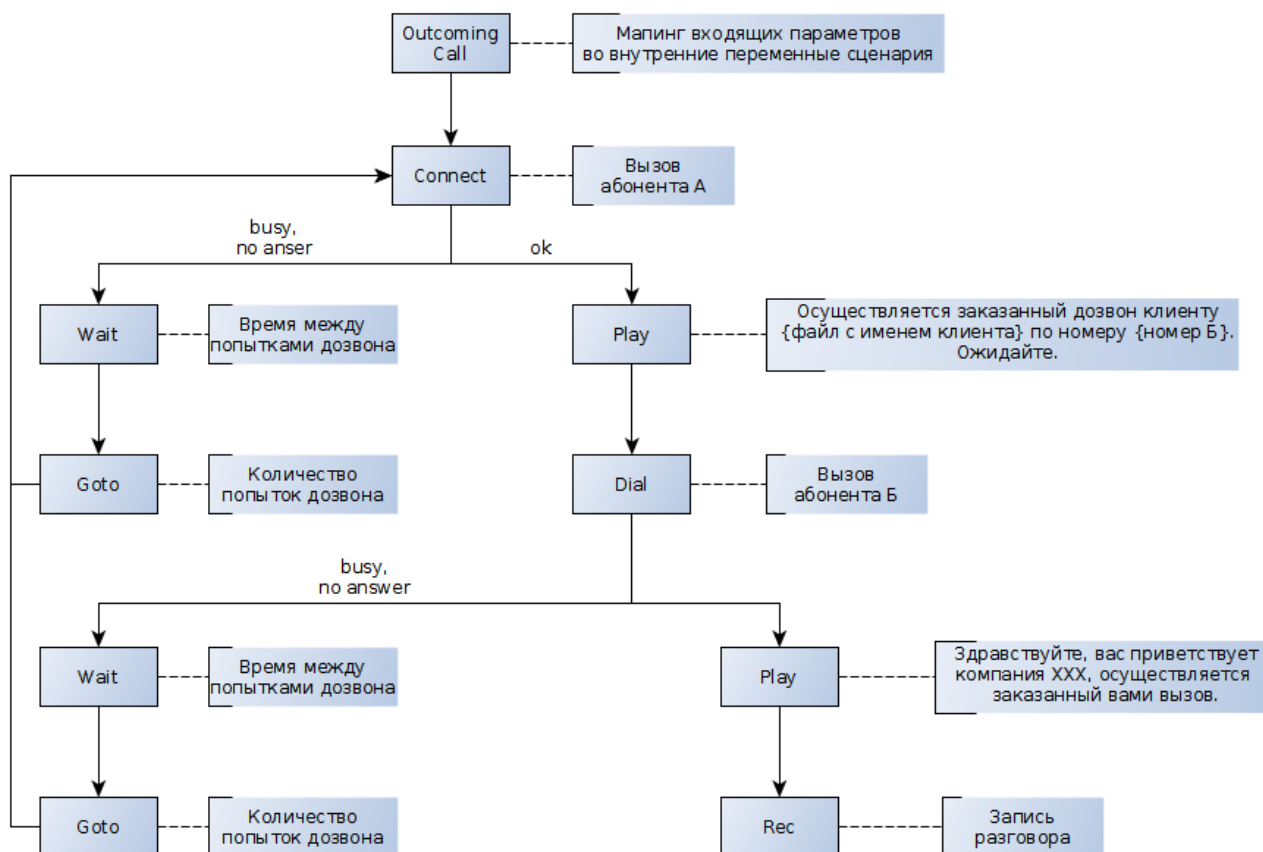 Outcoming
Call
Мапинг входящих параметров
во внутренние переменные сценария
Connect
Вызов
абонента А
busy,
no anser
ok
Wait
Время между
попытками дозвона
Play
Осуществляется заказанный дозвон клиенту
{файл с именем клиента} по номеру {номер Б}.
Ожидайте.
Goto
Количество
попыток дозвона
Dial
Вызов
абонента Б
busy,
no answer
Wait
Время между
попытками дозвона
Play
Здравствуйте, вас приветствует
компания XXX, осуществляется
заказанный вами вызов.
Goto
Количество
попыток дозвона
Rec
Запись
разговора